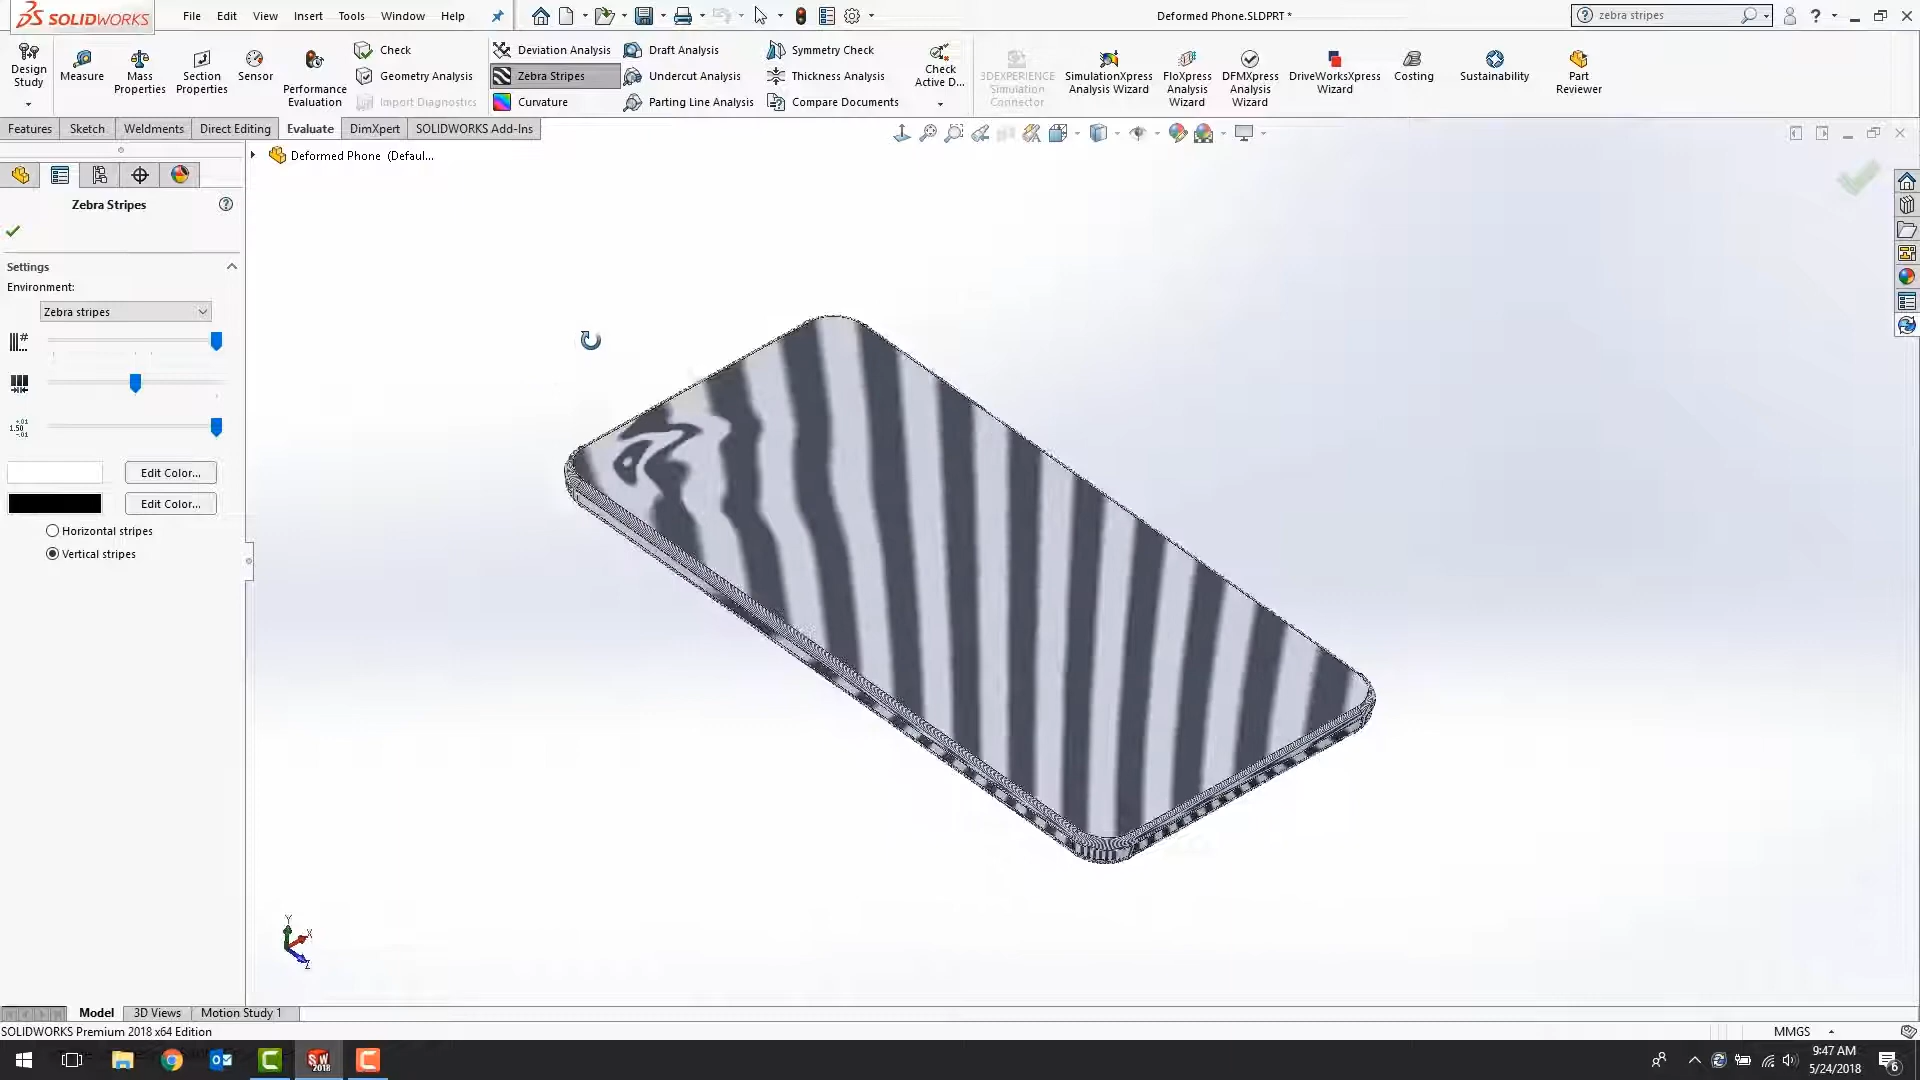 SOLIDWORKS
File Edit View Insert Tools Window Help
Deformed Phone.SLDPRT *
zebra stripes
Design Study
Measure
Mass Properties
Section Properties
Sensor
Performance Evaluation
Check
Geometry Analysis
Import Diagnostics
Deviation Analysis
Zebra Stripes
Curvature
Draft Analysis
Undercut Analysis
Parting Line Analysis
Symmetry Check
Thickness Analysis
Compare Documents
Check Active D...
3DEXPERIENCE Simulation Connector
SimulationXpress Analysis Wizard
FloXpress Analysis Wizard
DFMXpress Analysis Wizard
DriveWorksXpress Wizard
Costing
Sustainability
Part Reviewer
Features Sketch Weldments Direct Editing Evaluate DimXpert SOLIDWORKS Add-Ins
Deformed Phone (Defaul...
Zebra Stripes
Settings
Environment:
Zebra stripes
Edit Color...
Edit Color...
Horizontal stripes
Vertical stripes
Y
X
Z
Model 3D Views Motion Study 1
SOLIDWORKS Premium 2018 x64 Edition
MMGS
9:47 AM
5/24/2018
6